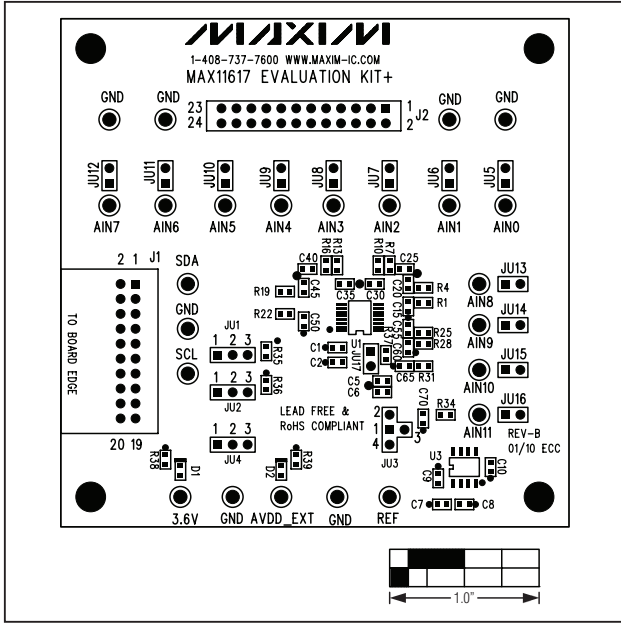 MAXIM
1-408-737-7600 WWW.MAXIM-IC.COM
MAX11617 EVALUATION KIT+
GND GND 23 1 J2 GND GND
24 2
JU12 JU11 JU10 JU9 JU8 JU7 JU6 JU5
AIN7 AIN6 AIN5 AIN4 AIN3 AIN2 AIN1 AIN0
2 1 J1 SDA
C40 R16 R13 R10 R7 C25
R19 C45 C35 C30 C20 R4
C15 R1
AIN8 JU13
GND
R22 C50
C55 R25
R28
AIN9 JU14
TO BOARD EDGE
JU1
1 2 3
R35
C1
C2
U1
R37
JU17
C60
C65 R31
SCL
AIN10 JU15
1 2 3
JU2
R36
C5
C6
LEAD FREE &
RoHS COMPLIANT
2
1
4
3
JU3
C70
R34
AIN11 JU16
REV-B
01/10 ECC
20 19
1 2 3
JU4
R38 D1 D2 R39
U3
C9
C10
C7 C8
3.6V GND AVDD_EXT GND REF
1.0"